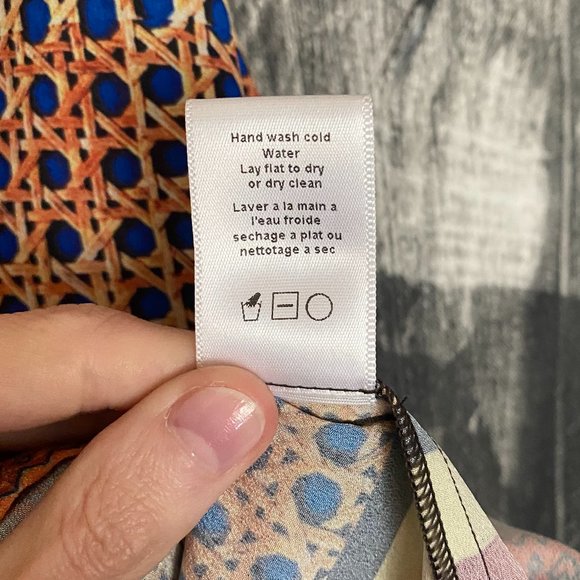 Hand wash cold
Water
Lay flat to dry
or dry clean
Laver a la main a
l'eau froide
sechage a plat ou
nettotage a sec